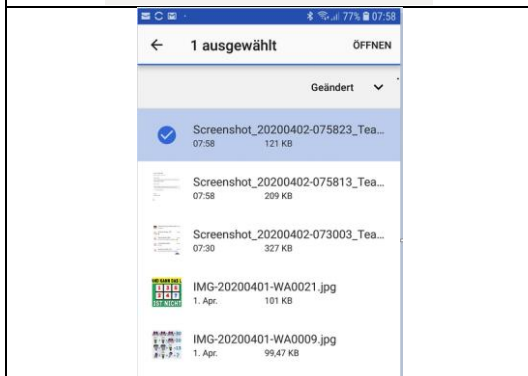 77% 07:58
1 ausgewählt ÖFFNEN
Geändert
Screenshot_20200402-075823_Tea...
07:58 121 KB
Screenshot_20200402-075813_Tea...
07:58 209 KB
Screenshot_20200402-073003_Tea...
07:30 327 KB
IMG-20200401-WA0021.jpg
1. Apr. 101 KB
IST NICHT
IMG-20200401-WA0009.jpg
1. Apr. 99,47 KB